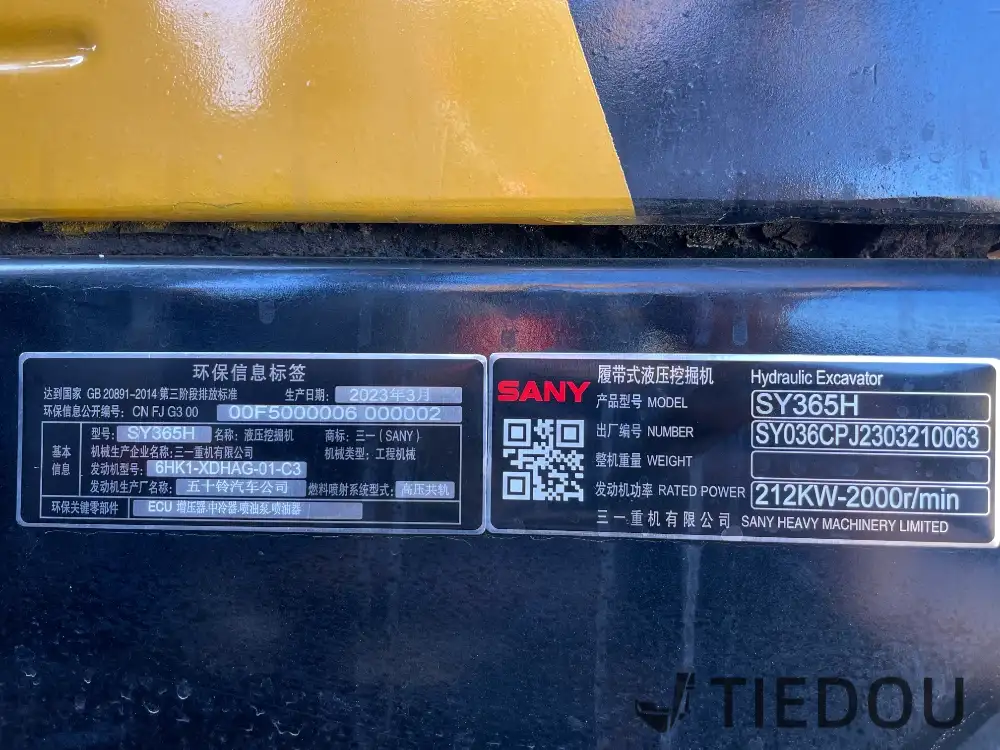 环保信息标签
达到国家 GB 20891-2014 第三阶段排放标准 生产日期: 2023年3月
环保信息公开编号: CN FJ G3 00 00F5000006 000002
基本信息
型号: SY365H 名称: 液压挖掘机 商标: 三一(SANY)
机械生产企业名称: 三一重机有限公司 机械类型: 工程机械
发动机型号: 6HK1-XDHAG-01-C3
发动机生产厂名称: 五十铃汽车公司 燃料喷射系统型式: 高压共轨
环保关键零部件 ECU 增压器.中冷器.喷油泵.喷油器
SANY
履带式液压挖掘机 Hydraulic Excavator
产品型号 MODEL SY365H
出厂编号 NUMBER SY036CPJ2303210063
整机重量 WEIGHT
发动机功率 RATED POWER 212KW-2000r/min
三一重机有限公司 SANY HEAVY MACHINERY LIMITED
TIEDOU